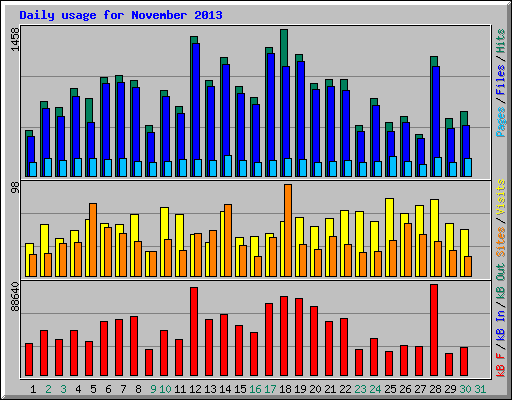 Daily usage for November 2013
1458
Pages / Files / Hits
98
Sites / Visits
88640
kB F / kB In / kB Out
1 2 3 4 5 6 7 8 9 10 11 12 13 14 15 16 17 18 19 20 21 22 23 24 25 26 27 28 29 30 31